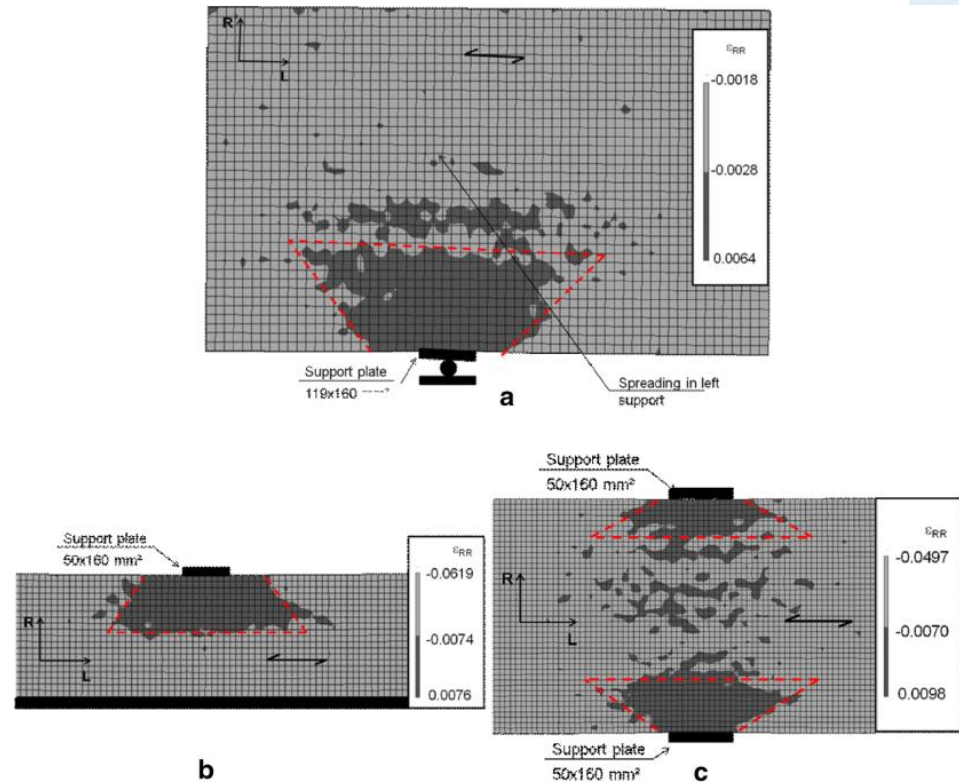 R
L
εRR
-0.0018
-0.0028
0.0064
Support plate
119x160
Spreading in left
support
a
Support plate
50x160 mm²
R
L
εRR
-0.0619
-0.0074
0.0076
b
Support plate
50x160 mm²
R
L
εRR
-0.0497
-0.0070
0.0098
Support plate
50x160 mm²
c